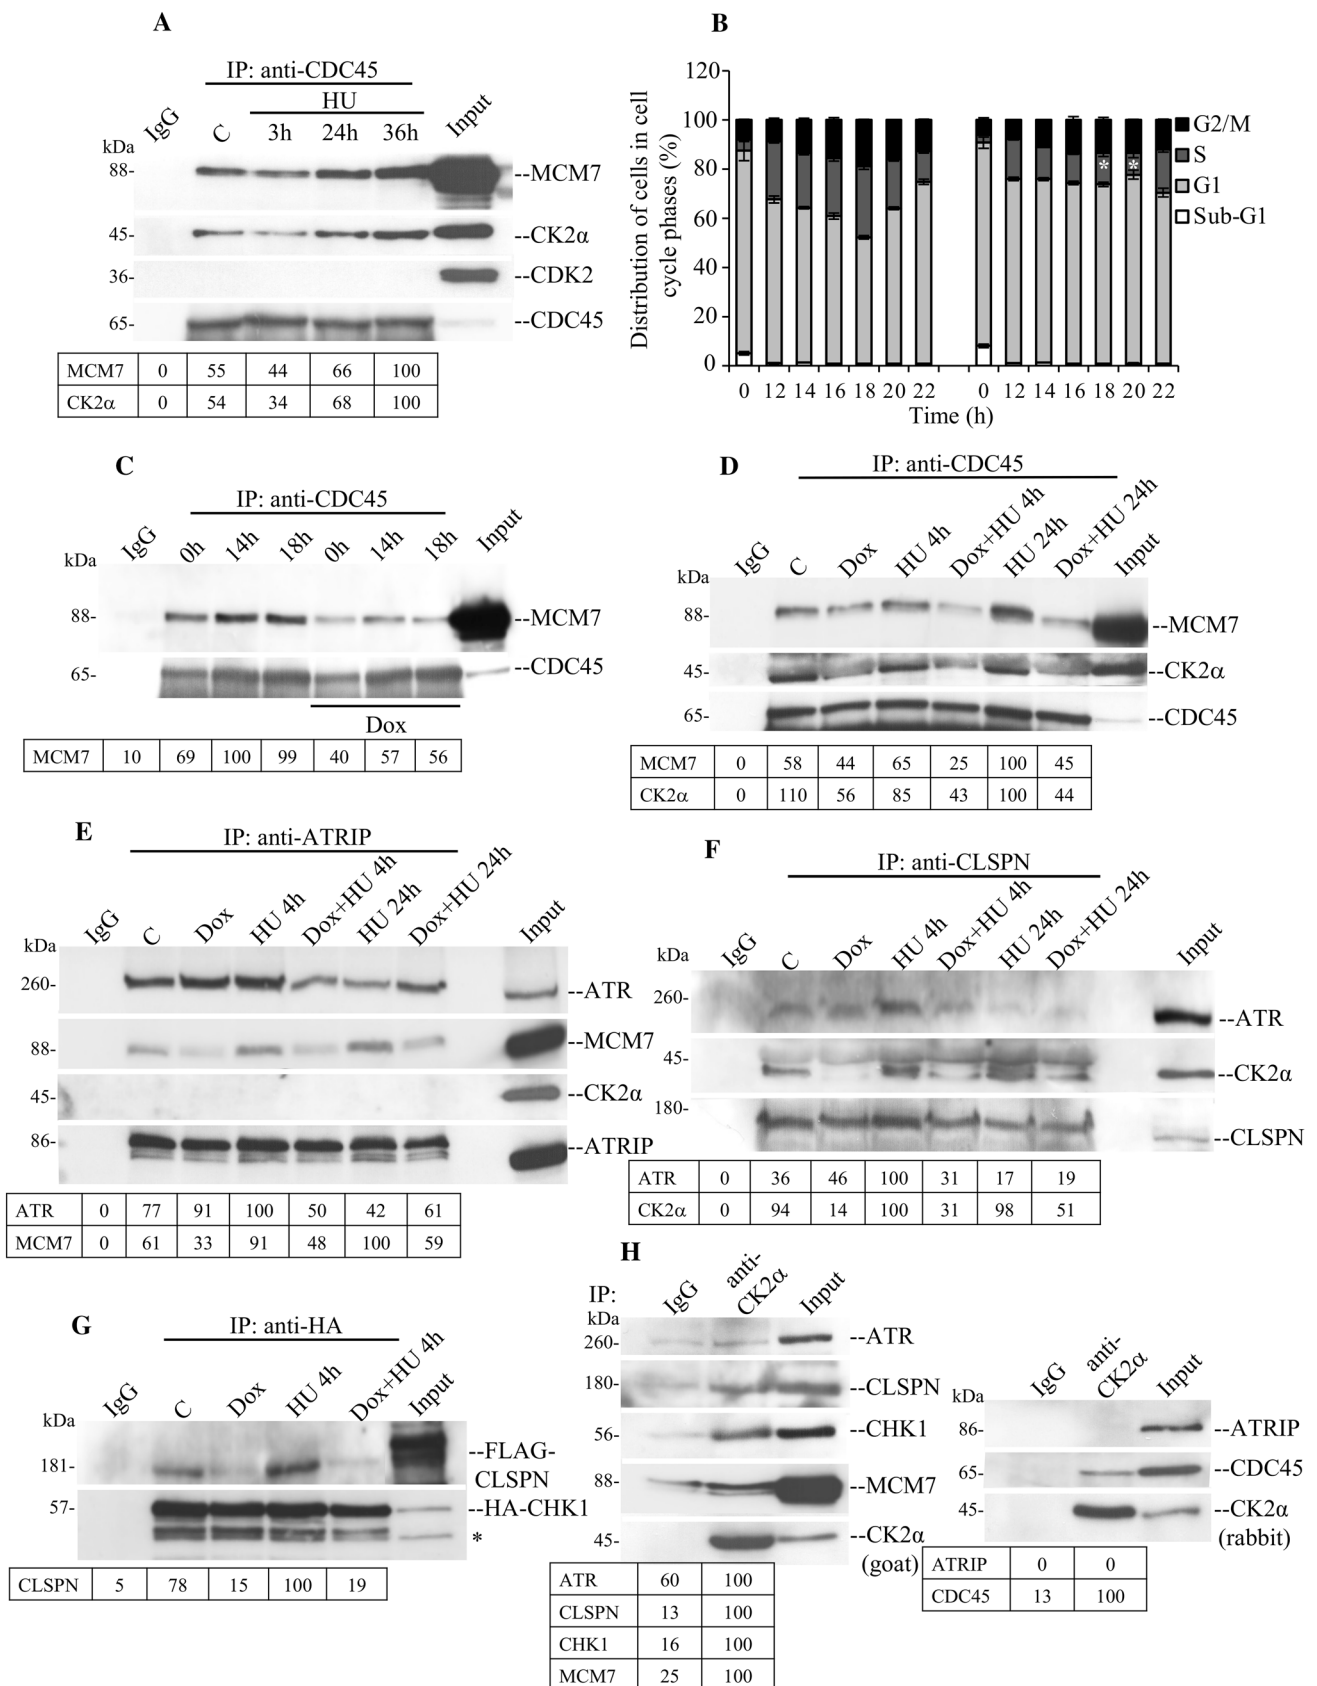 A
IP: anti-CDC45
HU
IgG C 3h 24h 36h Input
kDa
88- --MCM7
45- --CK2α
36- --CDK2
65- --CDC45
MCM7 0 55 44 66 100
CK2α 0 54 34 68 100
B
Distribution of cells in cell
cycle phases (%)
120
100
80
60
40
20
0
0 12 14 16 18 20 22 0 12 14 16 18 20 22
Time (h)
* *
G2/M
S
G1
Sub-G1
C
IP: anti-CDC45
IgG 0h 14h 18h 0h 14h 18h Input
kDa
88- --MCM7
65- --CDC45
Dox
MCM7 10 69 100 99 40 57 56
D
IP: anti-CDC45
IgG C Dox HU 4h Dox+HU 4h HU 24h Dox+HU 24h Input
kDa
88- --MCM7
45- --CK2α
65- --CDC45
MCM7 0 58 44 65 25 100 45
CK2α 0 110 56 85 43 100 44
E
IP: anti-ATRIP
IgG C Dox HU 4h Dox+HU 4h HU 24h Dox+HU 24h Input
kDa
260- --ATR
88- --MCM7
45- --CK2α
86- --ATRIP
ATR 0 77 91 100 50 42 61
MCM7 0 61 33 91 48 100 59
F
IP: anti-CLSPN
IgG C Dox HU 4h Dox+HU 4h HU 24h Dox+HU 24h Input
kDa
260- --ATR
45- --CK2α
180- --CLSPN
ATR 0 36 46 100 31 17 19
CK2α 0 94 14 100 31 98 51
G
IP: anti-HA
IgG C Dox HU 4h Dox+HU 4h Input
kDa
181- --FLAG-
CLSPN
57- --HA-CHK1
*
CLSPN 5 78 15 100 19
H
IP: IgG anti-
CK2α Input
kDa
260- --ATR
180- --CLSPN
56- --CHK1
88- --MCM7
45- --CK2α
(goat)
ATR 60 100
CLSPN 13 100
CHK1 16 100
MCM7 25 100
IgG anti-
CK2α Input
kDa
86- --ATRIP
65- --CDC45
45- --CK2α
(rabbit)
ATRIP 0 0
CDC45 13 100